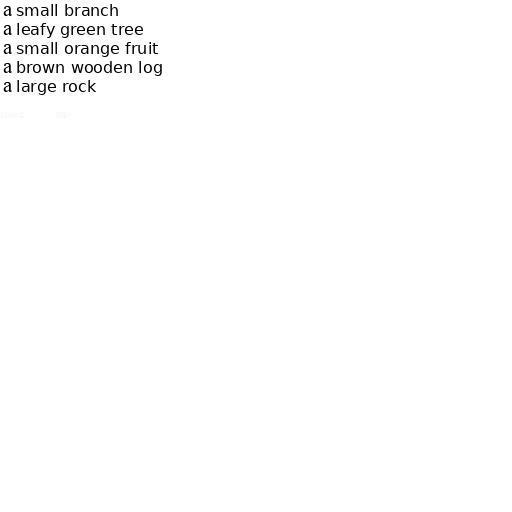 a small branch
a leafy green tree
a small orange fruit
a brown wooden log
a large rock